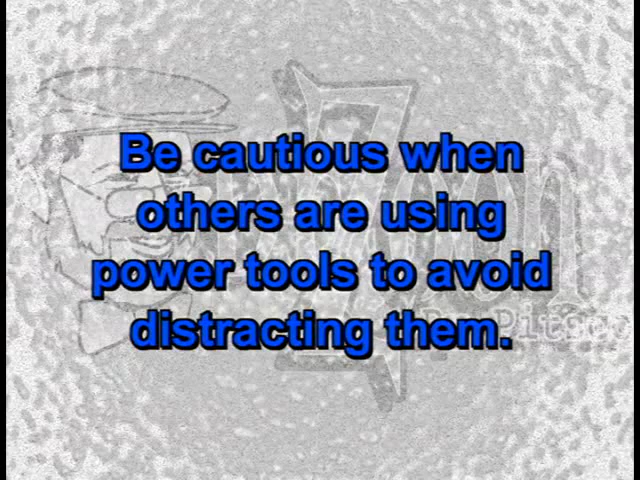 Be cautious when
others are using
power tools to avoid
distracting them.